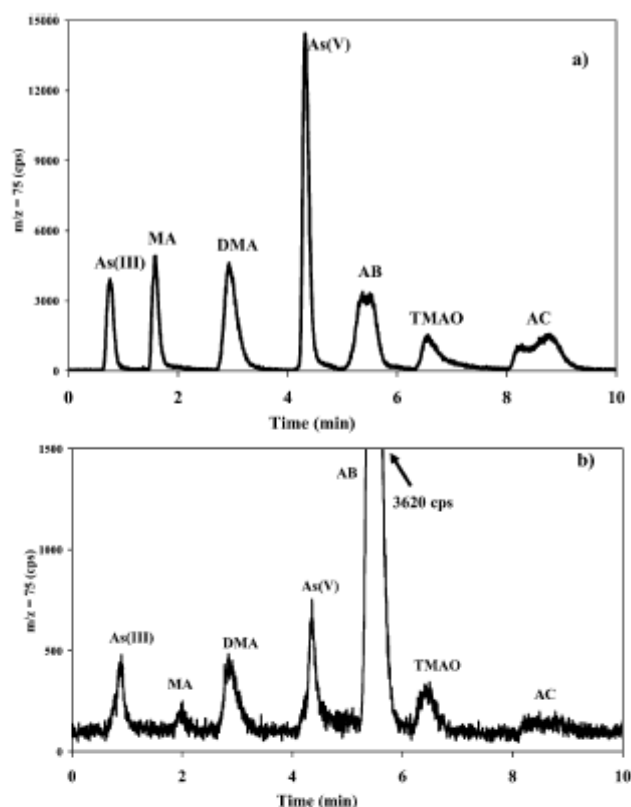 15000
As(V)
a)
12000
9000
m/z = 75 (cps)
6000
MA
DMA
As(III)
AB
3000
TMAO
AC
0
0 2 4 6 8 10
Time (min)
1500
b)
AB
3620 cps
1000
m/z = 75 (cps)
As(V)
As(III)
DMA
500
TMAO
MA
AC
0
0 2 4 6 8 10
Time (min)